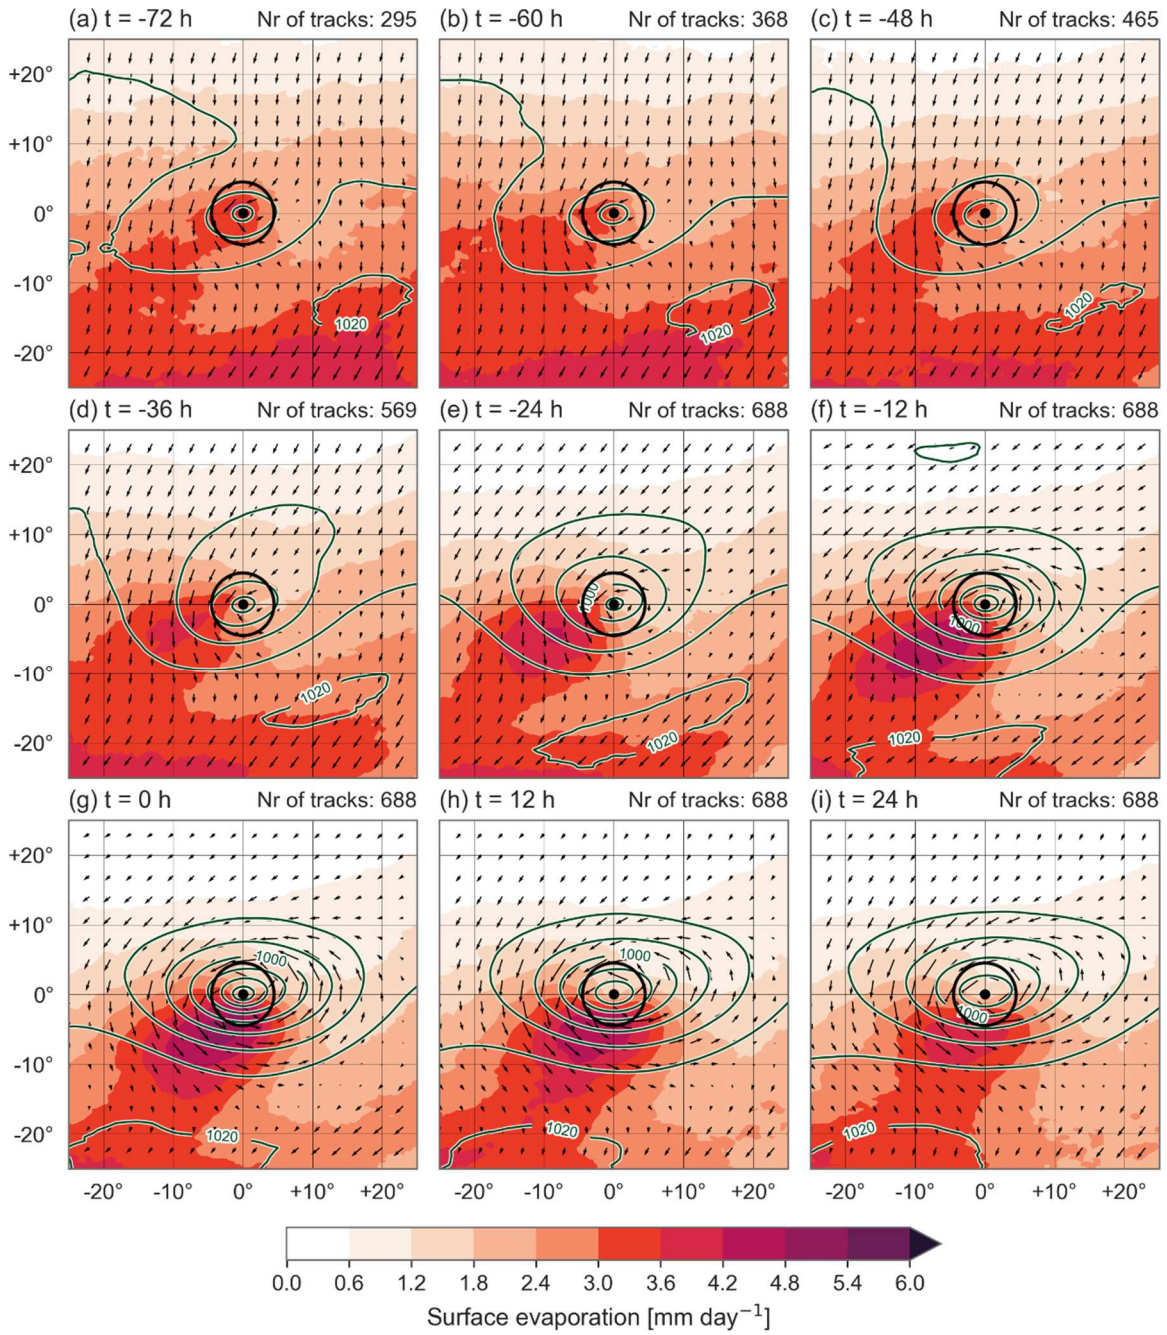 (a) t = -72 h Nr of tracks: 295
(b) t = -60 h Nr of tracks: 368
(c) t = -48 h Nr of tracks: 465
+20°
+10°
0°
-10°
-20°
1020
1020
1020
(d) t = -36 h Nr of tracks: 569
(e) t = -24 h Nr of tracks: 688
(f) t = -12 h Nr of tracks: 688
+20°
+10°
0°
-10°
-20°
1020
1000
1020
1000
1020
(g) t = 0 h Nr of tracks: 688
(h) t = 12 h Nr of tracks: 688
(i) t = 24 h Nr of tracks: 688
+20°
+10°
0°
-10°
-20°
1000
1020
1000
1020
1000
1020
-20° -10° 0° +10° +20°
-20° -10° 0° +10° +20°
-20° -10° 0° +10° +20°
0.0 0.6 1.2 1.8 2.4 3.0 3.6 4.2 4.8 5.4 6.0
Surface evaporation [mm day⁻¹]